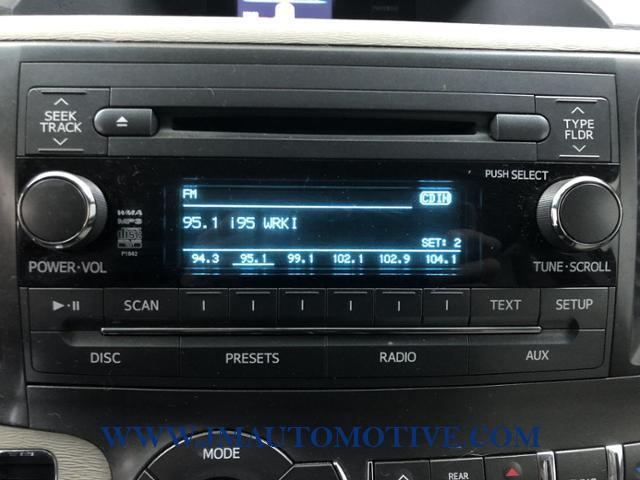 SEEK
TRACK
TYPE
FLDR
PUSH SELECT
FM
CD IN
95.1 i95 WRKI
SET: 2
94.3 95.1 99.1 102.1 102.9 104.1
WMA
MP3
P1842
POWER·VOL
TUNE·SCROLL
SCAN
TEXT
SETUP
DISC
PRESETS
RADIO
AUX
WWW.JMAUTOMOTIVE.COM
MODE
REAR